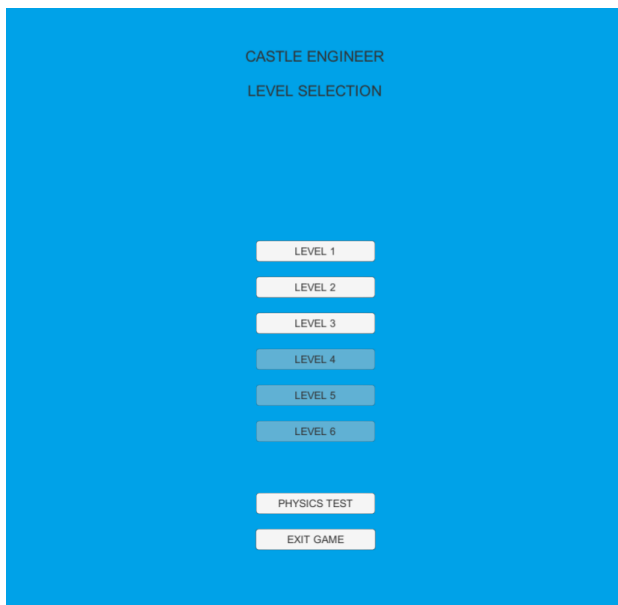 CASTLE ENGINEER
LEVEL SELECTION
LEVEL 1
LEVEL 2
LEVEL 3
LEVEL 4
LEVEL 5
LEVEL 6
PHYSICS TEST
EXIT GAME